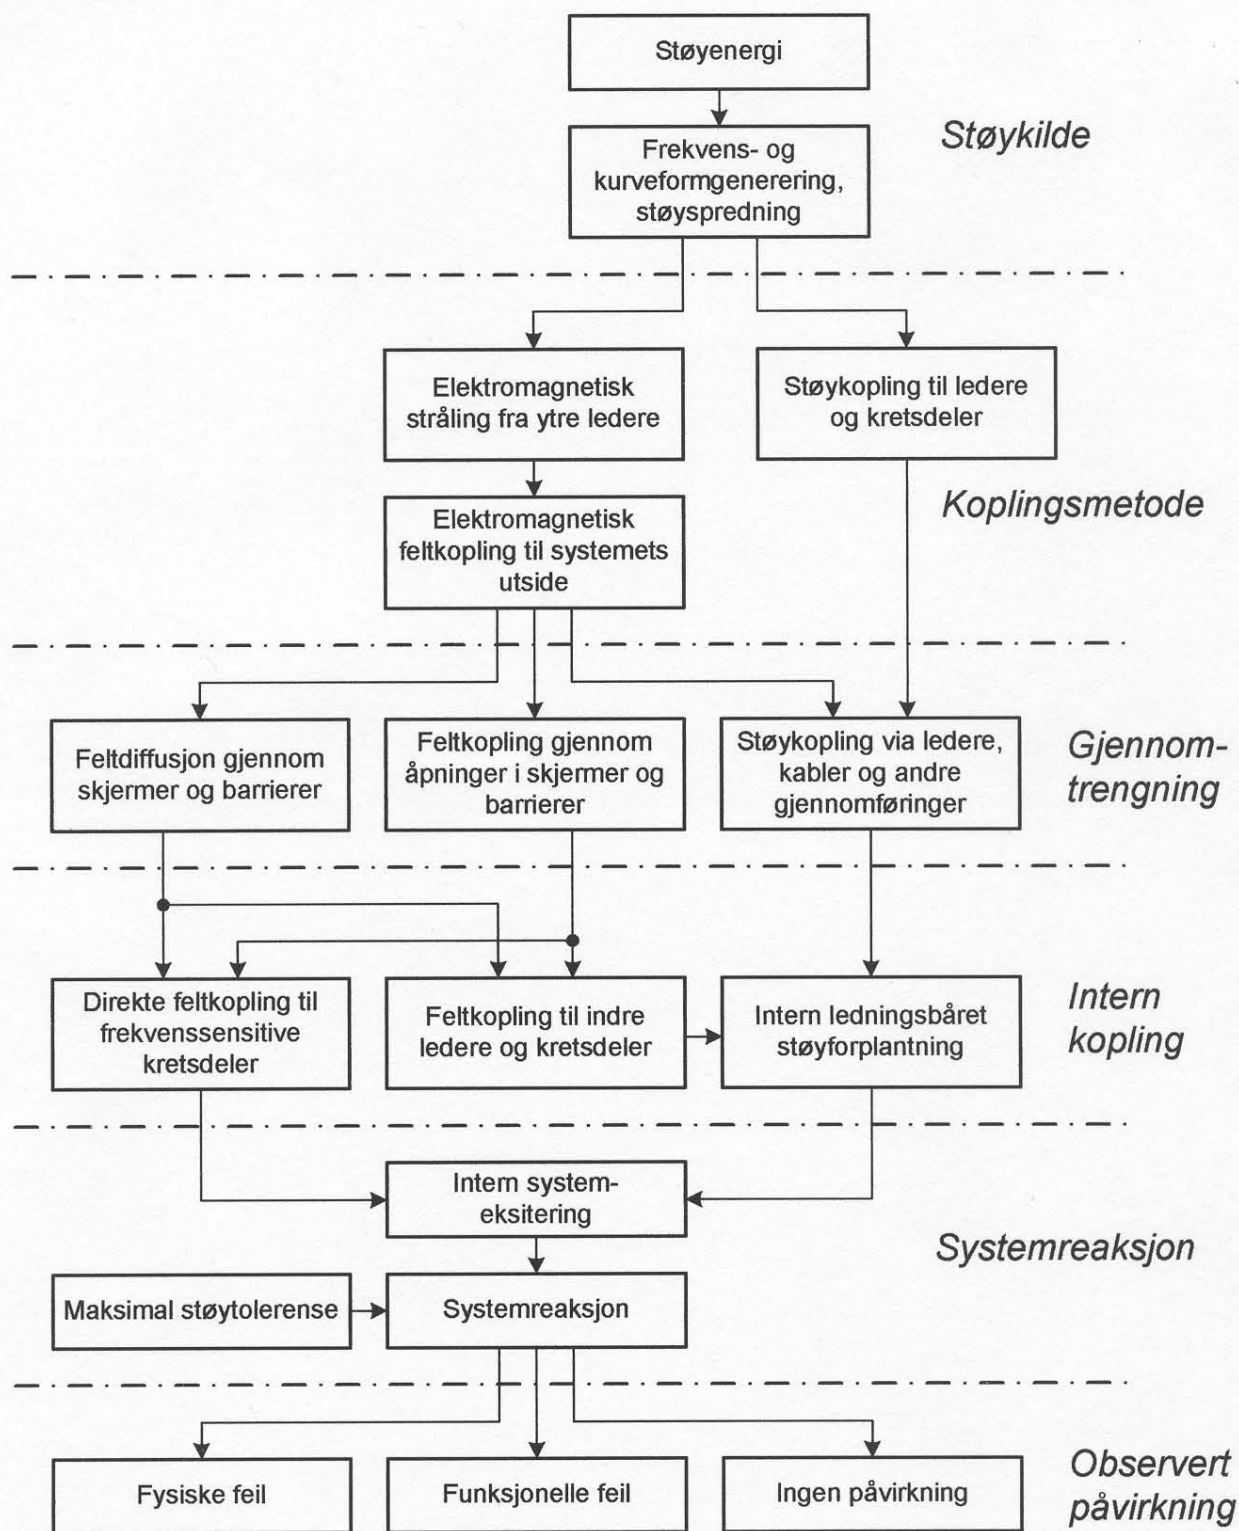 Støyenergi
Støykilde
Frekvens- og
kurveformgenerering,
støyspredning
Elektromagnetisk
stråling fra ytre ledere
Støykopling til ledere
og kretsdeler
Koplingsmetode
Elektromagnetisk
feltkopling til systemets
utside
Feltdiffusjon gjennom
skjermer og barrierer
Feltkopling gjennom
åpninger i skjermer og
barrierer
Støykopling via ledere,
kabler og andre
gjennomføringer
Gjennom-
trengning
Direkte feltkopling til
frekvenssensitive
kretsdeler
Feltkopling til indre
ledere og kretsdeler
Intern ledningsbåret
støyforplantning
Intern
kopling
Intern system-
eksitering
Systemreaksjon
Maksimal støytolerense
Systemreaksjon
Fysiske feil
Funksjonelle feil
Ingen påvirkning
Observert
påvirkning